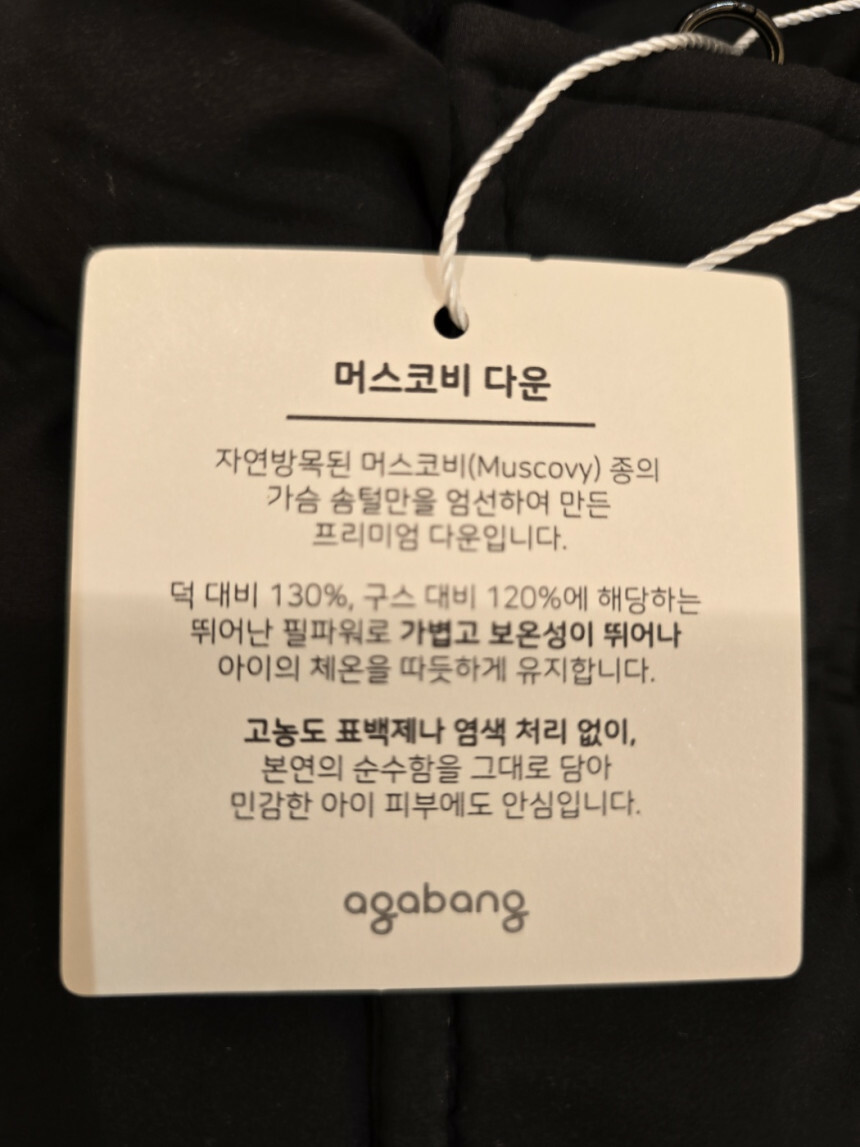 머스코비 다운
자연방목된 머스코비(Muscovy) 종의
가슴 솜털만을 엄선하여 만든
프리미엄 다운입니다.
덕 대비 130%, 구스 대비 120%에 해당하는
뛰어난 필파워로 가볍고 보온성이 뛰어나
아이의 체온을 따듯하게 유지합니다.
고농도 표백제나 염색 처리 없이,
본연의 순수함을 그대로 담아
민감한 아이 피부에도 안심입니다.
agabang